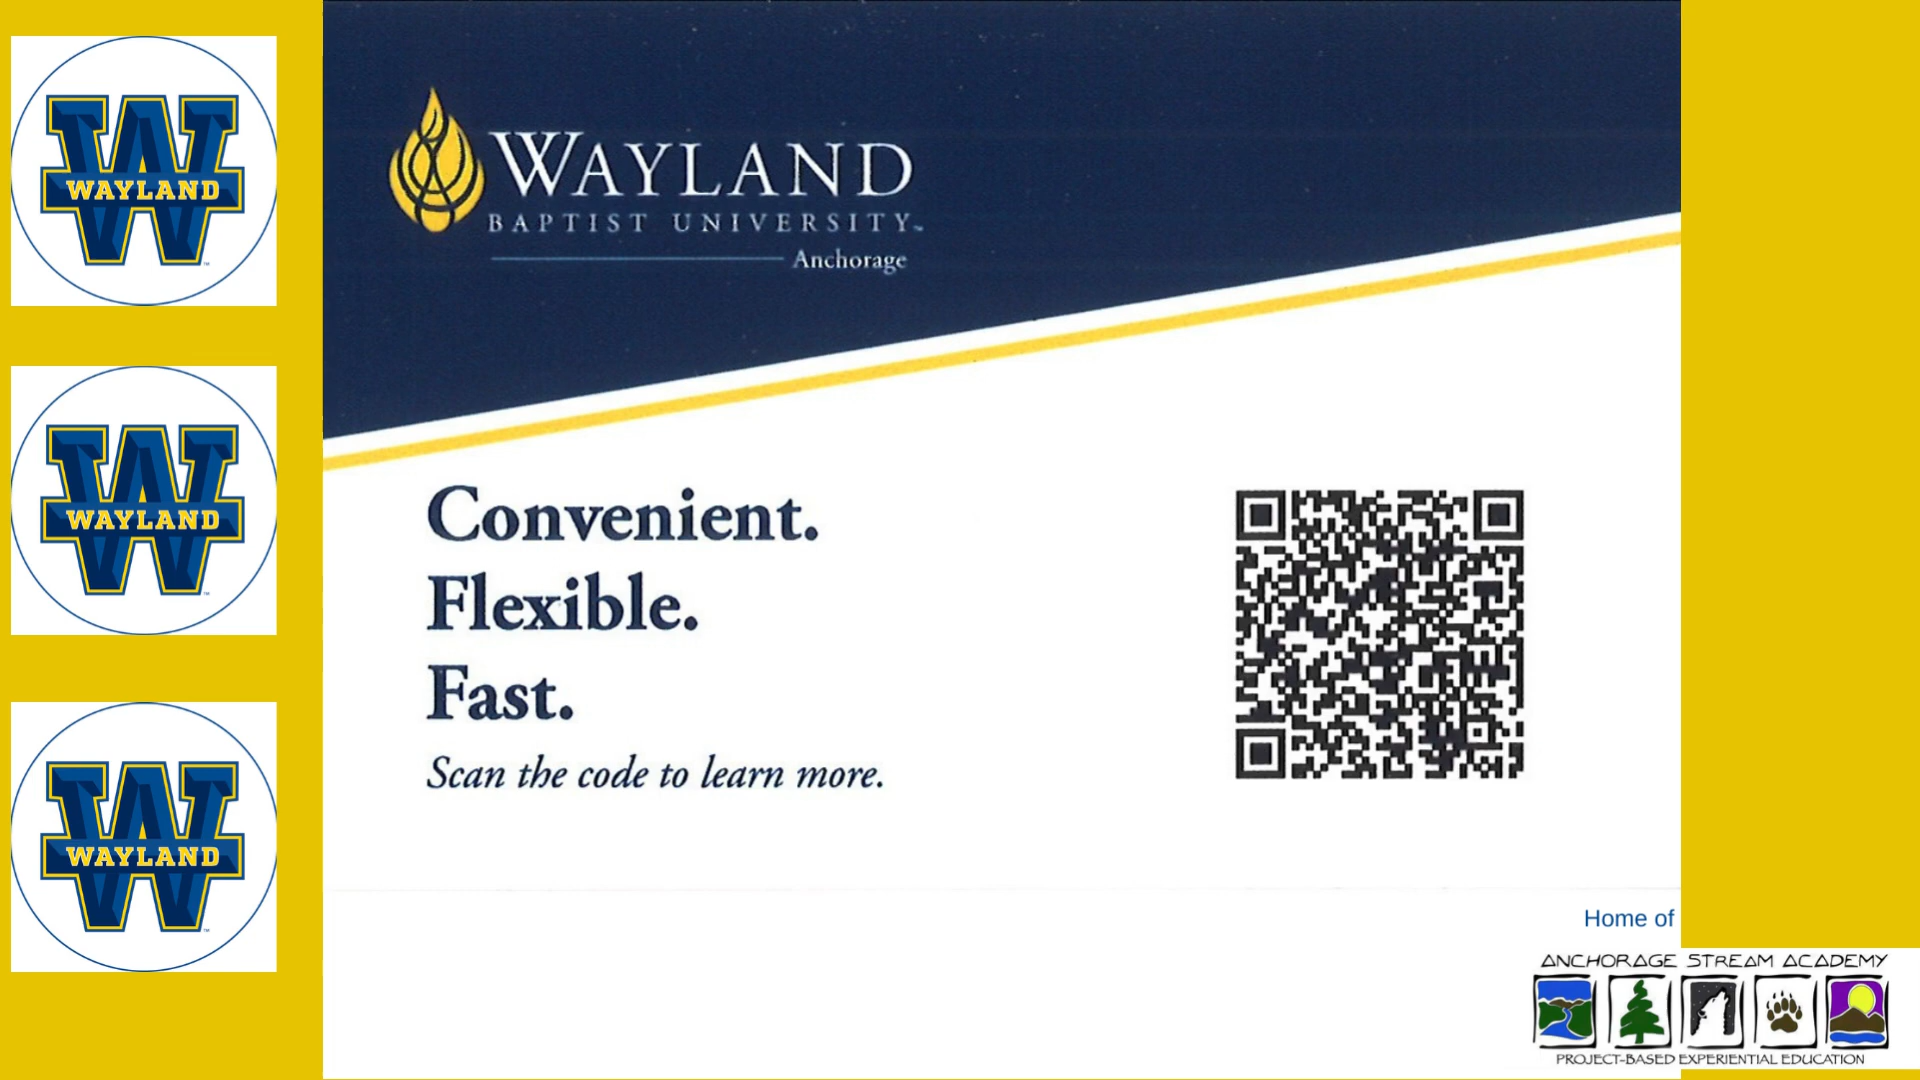 WAYLAND
WAYLAND
WAYLAND
WAYLAND
BAPTIST UNIVERSITY™
Anchorage
Convenient.
Flexible.
Fast.
Scan the code to learn more.
Home of
ANCHORAGE STREAM ACADEMY
PROJECT-BASED EXPERIENTIAL EDUCATION